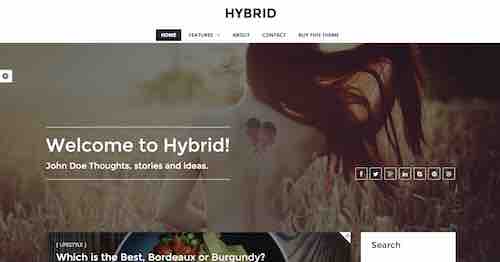 HYBRID
HOME FEATURES ABOUT CONTACT BUY THIS THEME
Welcome to Hybrid!
John Doe Thoughts, stories and ideas.
[ LIFESTYLE ]
Which is the Best, Bordeaux or Burgundy?
Search